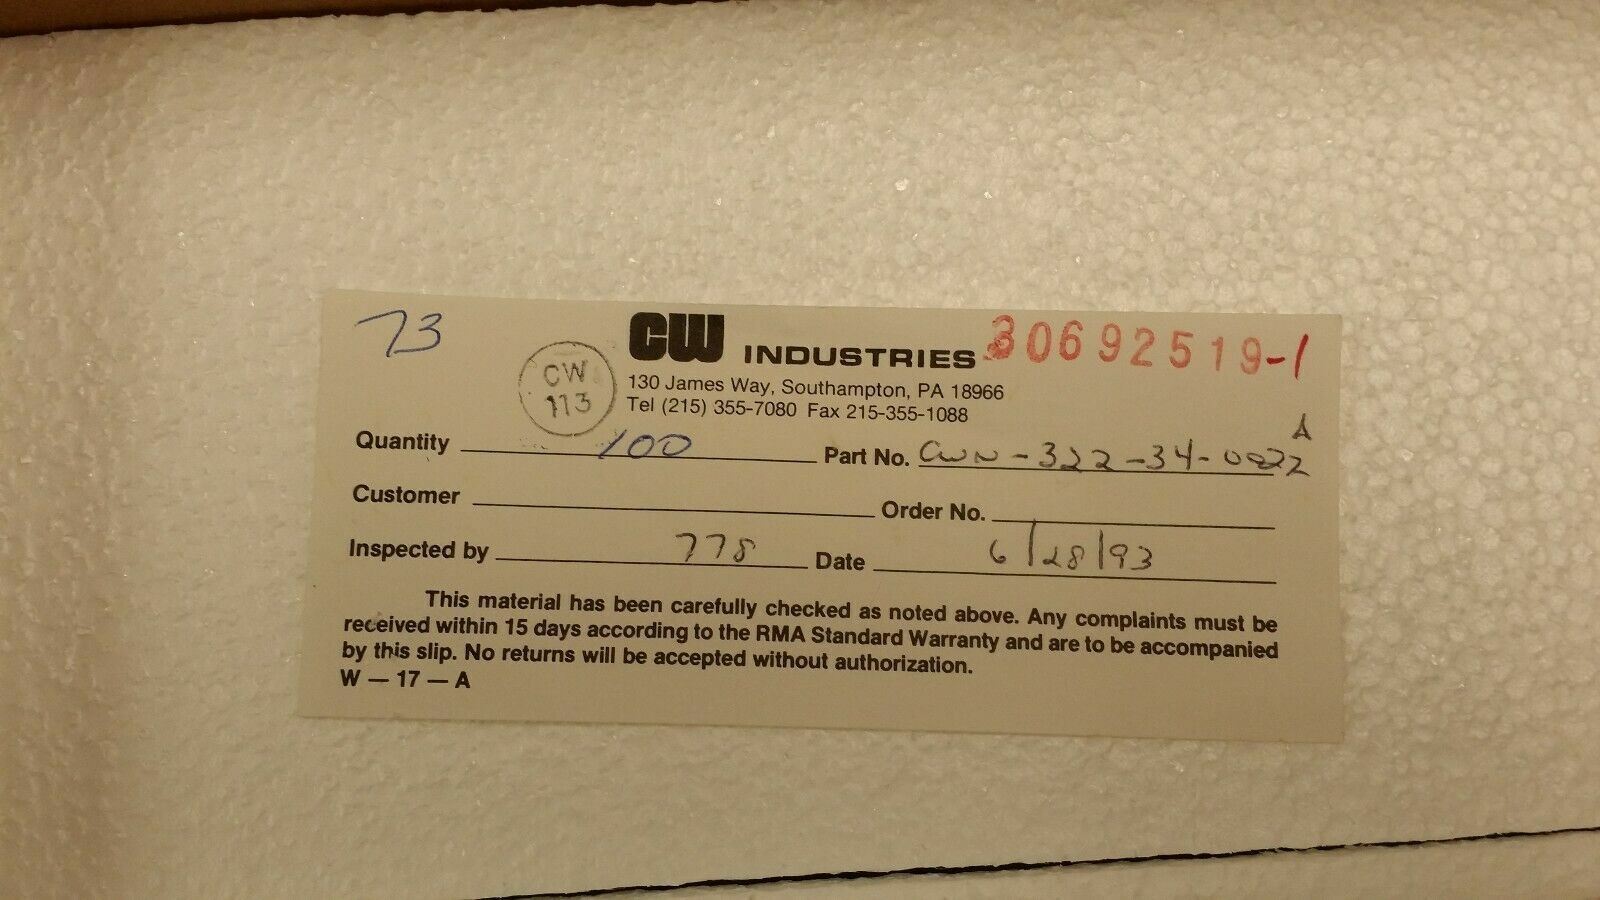 73
CW INDUSTRIES 30692519-1
CW 113
130 James Way, Southampton, PA 18966
Tel (215) 355-7080 Fax 215-355-1088
Quantity 100 Part No. CWN-322-34-0022 A
Customer Order No.
Inspected by 778 Date 6/28/93
This material has been carefully checked as noted above. Any complaints must be
received within 15 days according to the RMA Standard Warranty and are to be accompanied
by this slip. No returns will be accepted without authorization.
W — 17 — A